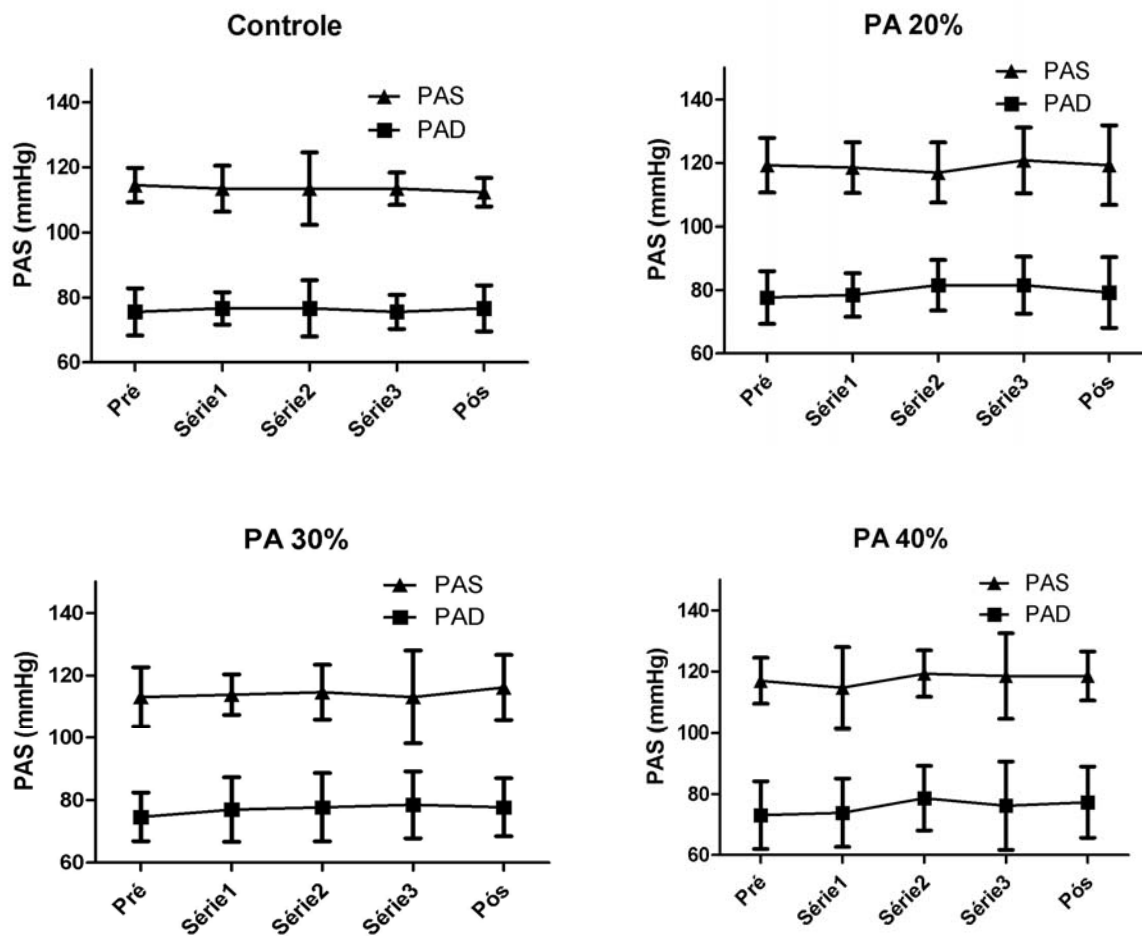 Controle
PAS
PAD
PAS (mmHg)
140
120
100
80
60
Pré
Série1
Série2
Série3
Pós
PA 20%
PAS
PAD
PAS (mmHg)
140
120
100
80
60
Pré
Série1
Série2
Série3
Pós
PA 30%
PAS
PAD
PAS (mmHg)
140
120
100
80
60
Pré
Série1
Série2
Série3
Pós
PA 40%
PAS
PAD
PAS (mmHg)
140
120
100
80
60
Pré
Série1
Série2
Série3
Pós